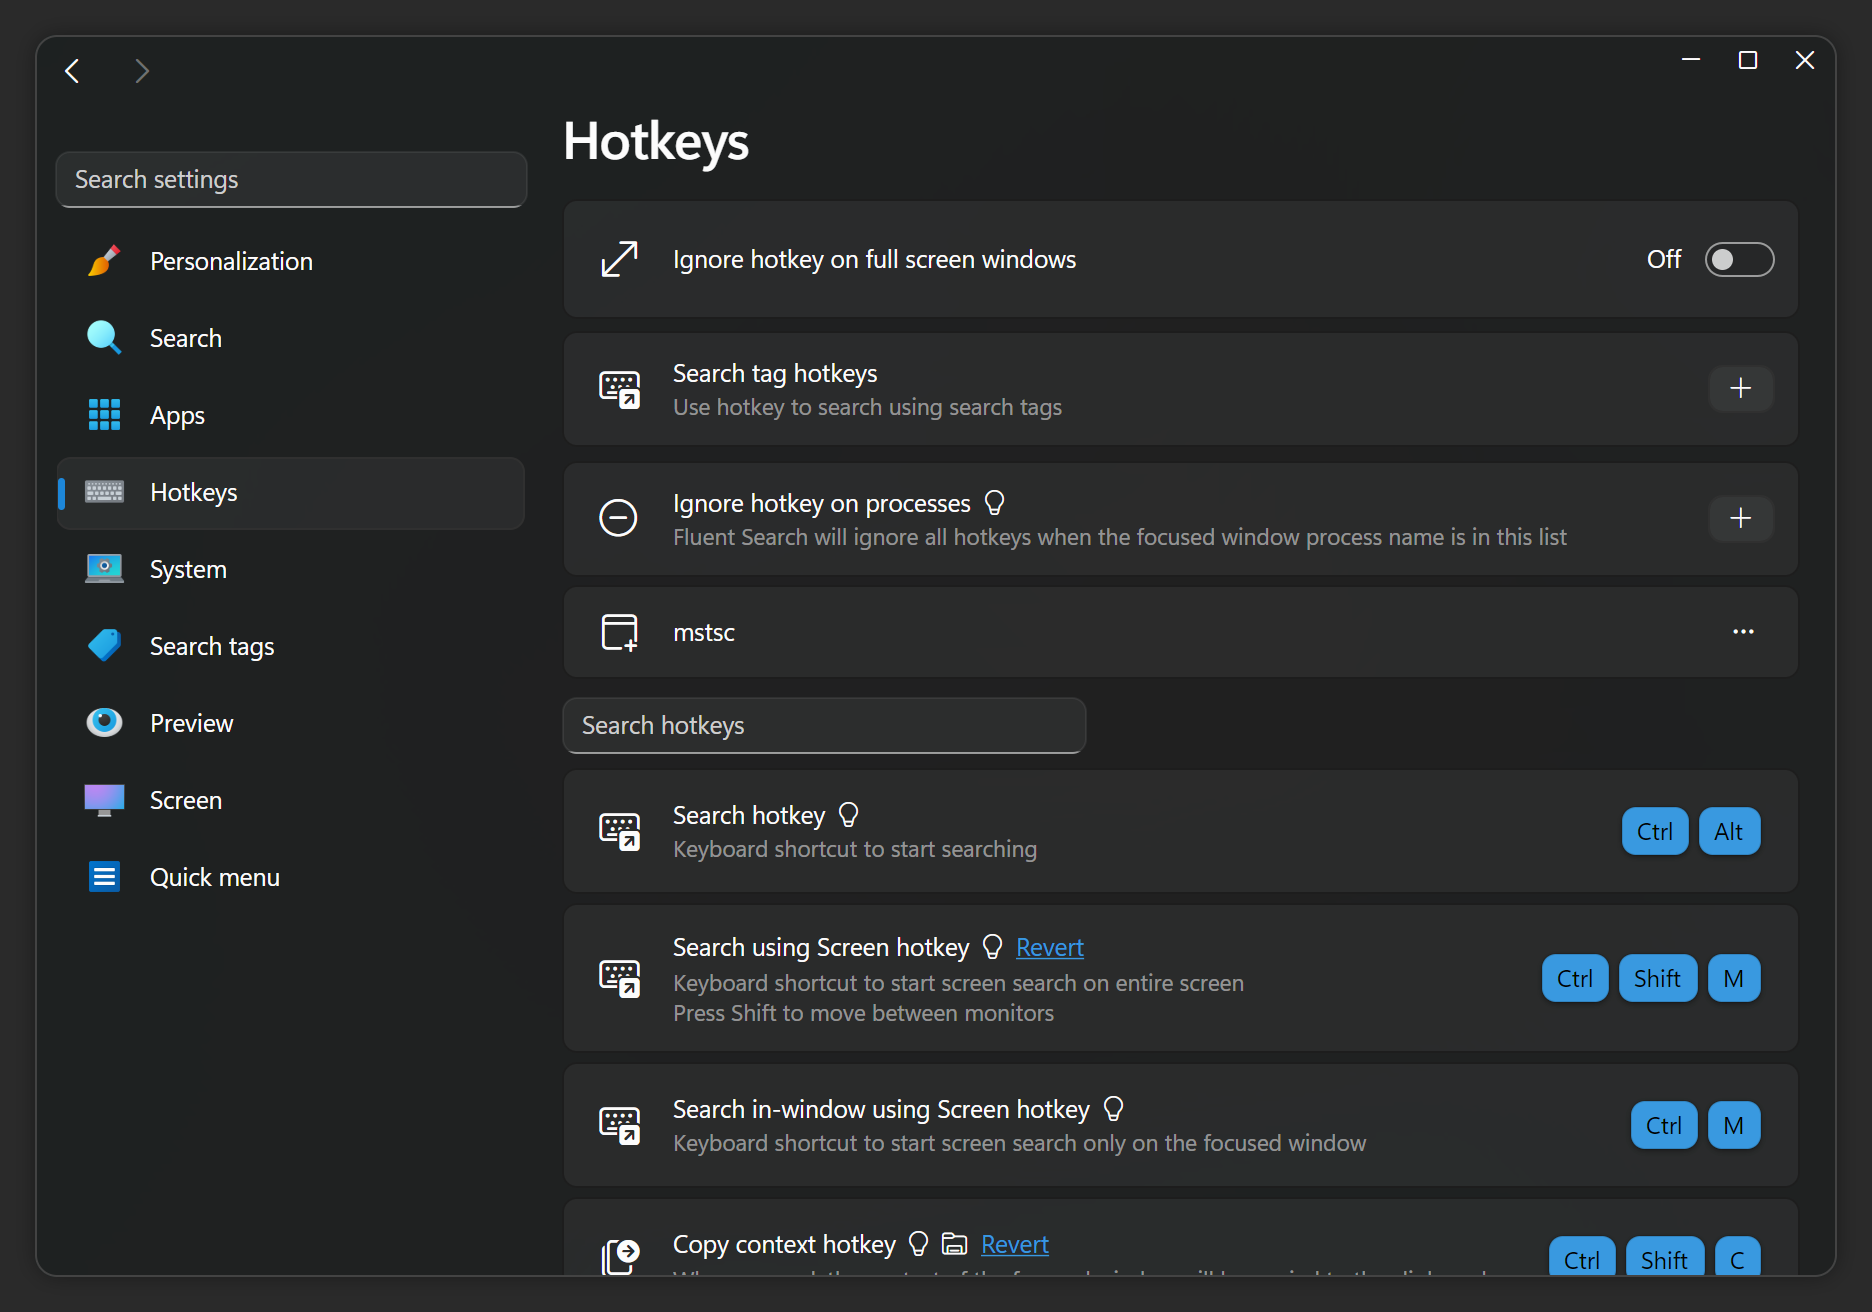 Hotkeys
Search settings
Personalization
Search
Apps
Hotkeys
System
Search tags
Preview
Screen
Quick menu
Ignore hotkey on full screen windows
Off
Search tag hotkeys
Use hotkey to search using search tags
Ignore hotkey on processes
Fluent Search will ignore all hotkeys when the focused window process name is in this list
mstsc
Search hotkeys
Search hotkey
Keyboard shortcut to start searching
Ctrl Alt
Search using Screen hotkey Revert
Keyboard shortcut to start screen search on entire screen
Press Shift to move between monitors
Ctrl Shift M
Search in-window using Screen hotkey
Keyboard shortcut to start screen search only on the focused window
Ctrl M
Copy context hotkey Revert
Ctrl Shift C